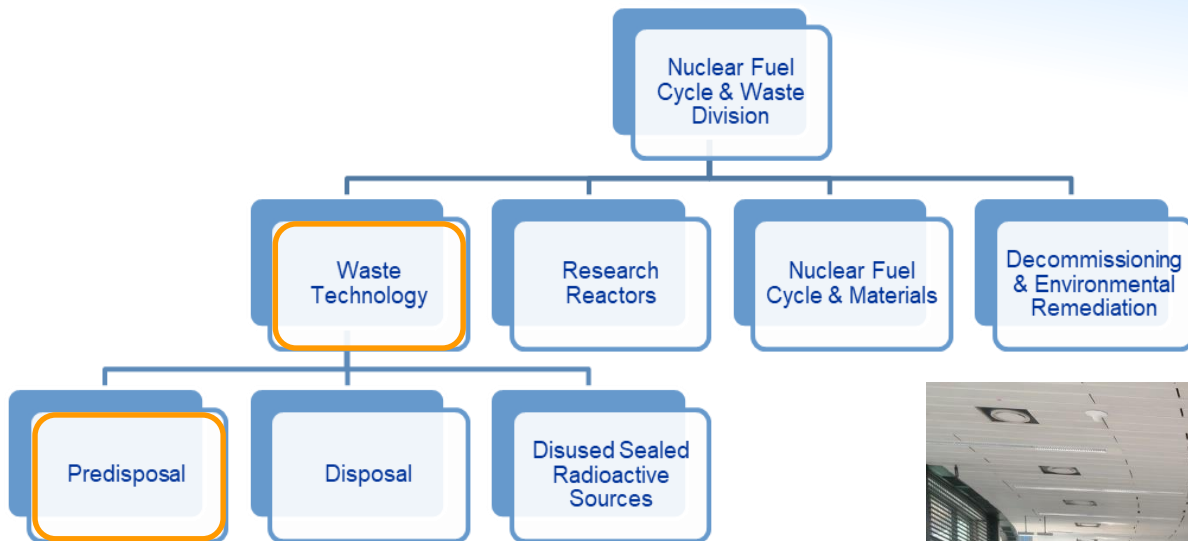 Nuclear Fuel
Cycle & Waste
Division
Waste
Technology
Research
Reactors
Nuclear Fuel
Cycle & Materials
Decommissioning
& Environmental
Remediation
Predisposal
Disposal
Disused Sealed
Radioactive
Sources